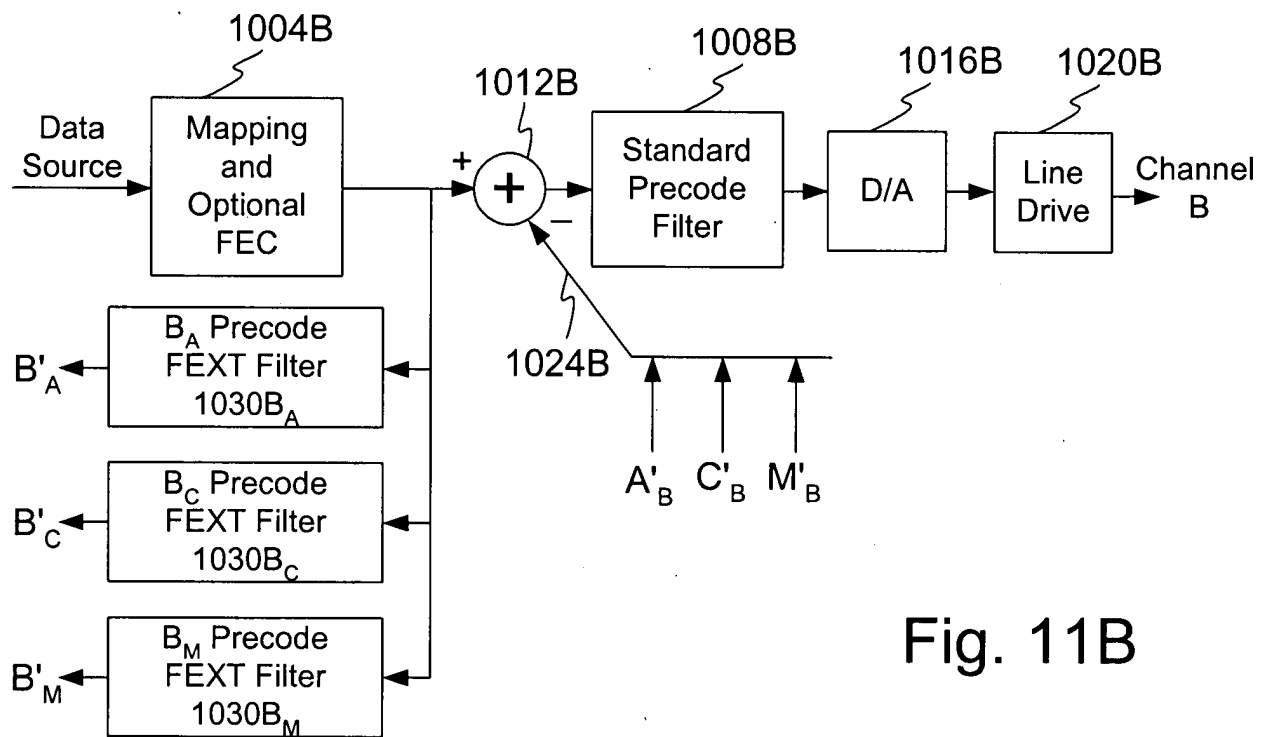 1004B
1008B
1012B
1016B
1020B
Data
Source
Mapping
and
Optional
FEC
+
+
−
Standard
Precode
Filter
D/A
Line
Drive
Channel
B
1024B
B_A Precode
FEXT Filter
1030B_A
B'_A
B_C Precode
FEXT Filter
1030B_C
B'_C
B_M Precode
FEXT Filter
1030B_M
B'_M
A'_B C'_B M'_B
Fig. 11B